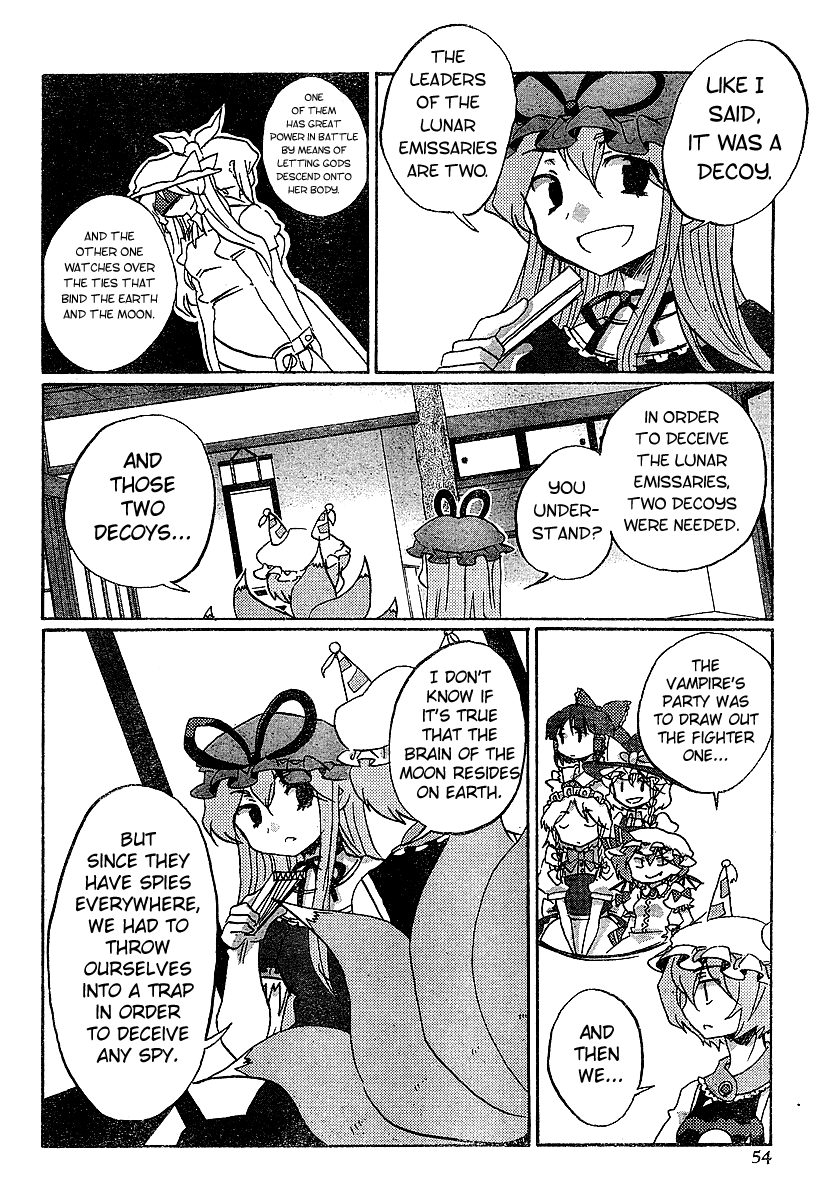 LIKE I
SAID,
IT WAS A
DECOY.
THE
LEADERS
OF THE
LUNAR
EMISSARIES
ARE TWO.
ONE
OF THEM
HAS GREAT
POWER IN BATTLE
BY MEANS OF
LETTING GODS
DESCEND ONTO
HER BODY.
AND THE
OTHER ONE
WATCHES OVER
THE TIES THAT
BIND THE EARTH
AND THE MOON.
IN ORDER
TO DECEIVE
THE LUNAR
EMISSARIES,
TWO DECOYS
WERE NEEDED.
YOU
UNDER-
STAND?
AND
THOSE
TWO
DECOYS...
THE
VAMPIRE'S
PARTY WAS
TO DRAW OUT
THE FIGHTER
ONE...
AND
THEN
WE...
I DON'T
KNOW IF
IT'S TRUE
THAT THE
BRAIN OF THE
MOON RESIDES
ON EARTH.
BUT
SINCE THEY
HAVE SPIES
EVERYWHERE,
WE HAD TO
THROW
OURSELVES
INTO A TRAP
IN ORDER
TO DECEIVE
ANY SPY.
54